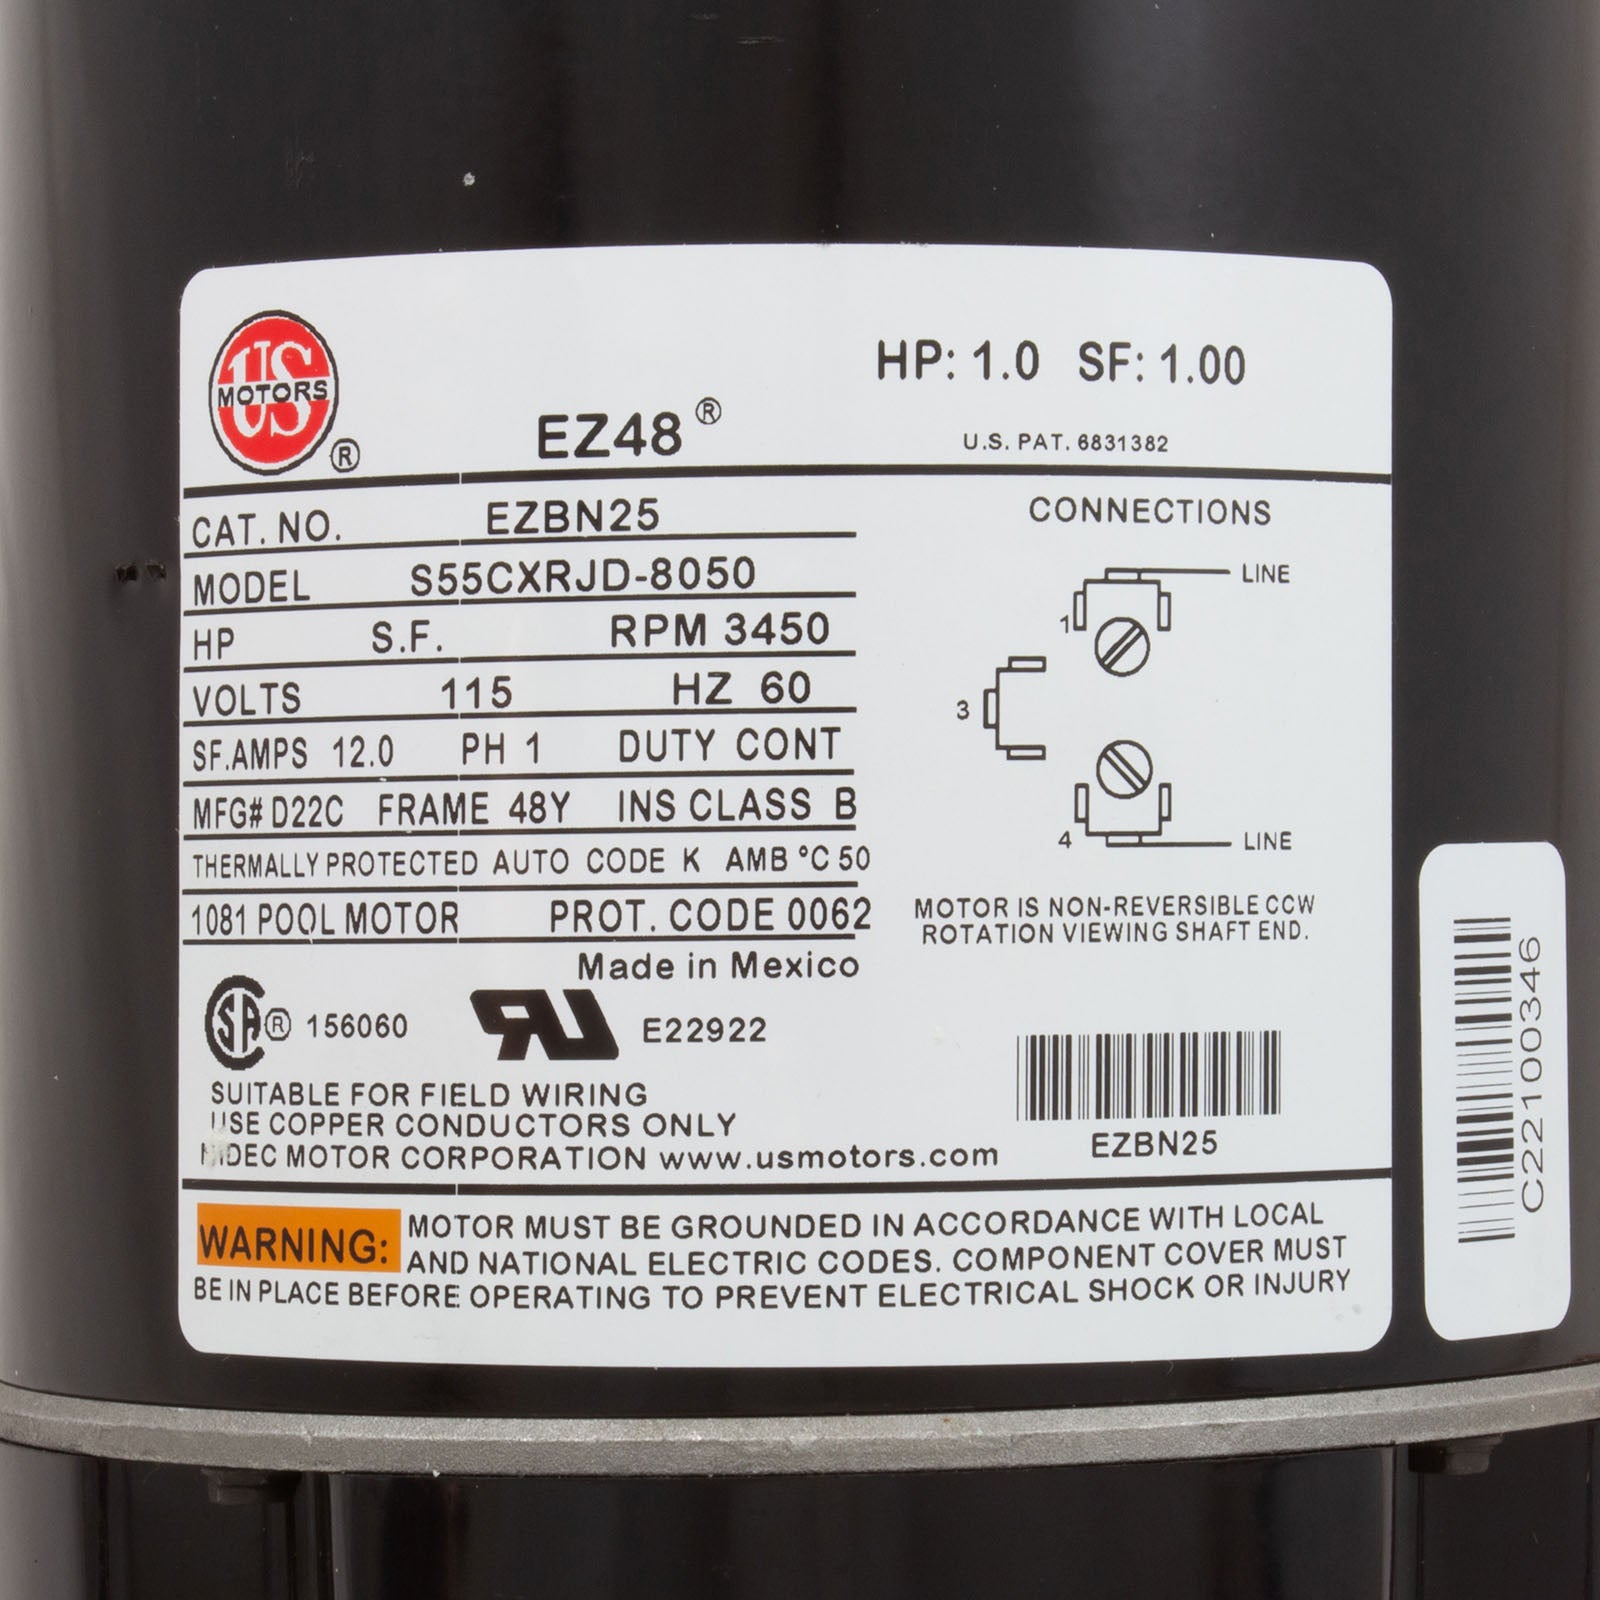 US
MOTORS
®
EZ48®
HP: 1.0 SF: 1.00
U.S. PAT. 6831382
CAT. NO. EZBN25
MODEL S55CXRJD-8050
HP S.F. RPM 3450
VOLTS 115 HZ 60
SF.AMPS 12.0 PH 1 DUTY CONT
MFG# D22C FRAME 48Y INS CLASS B
THERMALLY PROTECTED AUTO CODE K AMB °C 50
1081 POOL MOTOR PROT. CODE 0062
Made in Mexico
SA® 156060 RU E22922
SUITABLE FOR FIELD WIRING
USE COPPER CONDUCTORS ONLY
NIDEC MOTOR CORPORATION www.usmotors.com
CONNECTIONS
LINE
1
3
4
LINE
MOTOR IS NON-REVERSIBLE CCW
ROTATION VIEWING SHAFT END.
EZBN25
WARNING: MOTOR MUST BE GROUNDED IN ACCORDANCE WITH LOCAL
AND NATIONAL ELECTRIC CODES. COMPONENT COVER MUST
BE IN PLACE BEFORE OPERATING TO PREVENT ELECTRICAL SHOCK OR INJURY
C22100346